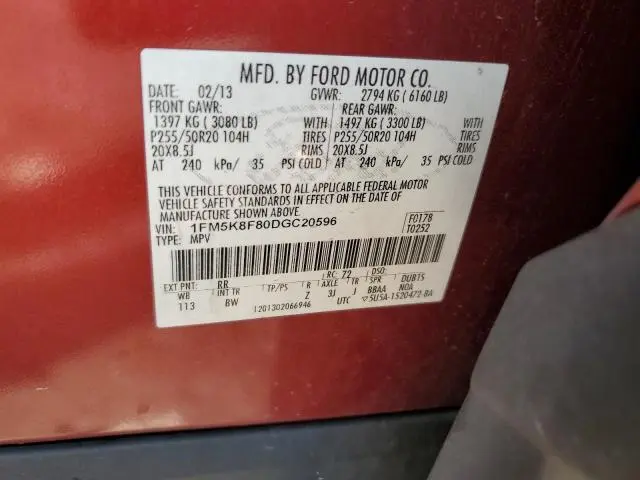 MFD. BY FORD MOTOR CO.
DATE: 02/13 GVWR: 2794 KG ( 6160 LB)
FRONT GAWR: REAR GAWR:
1397 KG ( 3080 LB) WITH 1497 KG ( 3300 LB) WITH
P255/50R20 104H TIRES P255/50R20 104H TIRES
20X8.5J RIMS 20X8.5J RIMS
AT 240 kPa/ 35 PSI COLD AT 240 kPa/ 35 PSI COLD
THIS VEHICLE CONFORMS TO ALL APPLICABLE FEDERAL MOTOR
VEHICLE SAFETY STANDARDS IN EFFECT ON THE DATE OF
MANUFACTURE SHOWN ABOVE.
VIN: 1FM5K8F80DGC20596 F0178
TYPE: MPV T0252
EXT PNT: RR RC: 72 DSO:
WB INT TR TP/PS R AXLE TR SPR DUBTS
113 BW Z 3J J BBAA NOA
1201302066946 UTC